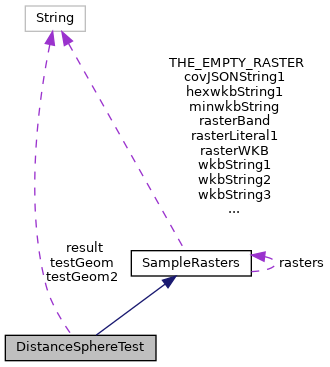 String
THE_EMPTY_RASTER
covJSONString1
hexwkbString1
minwkbString
rasterBand
rasterLiteral1
rasterWKB
wkbString1
wkbString2
wkbString3
...
result
testGeom
testGeom2
SampleRasters
rasters
DistanceSphereTest